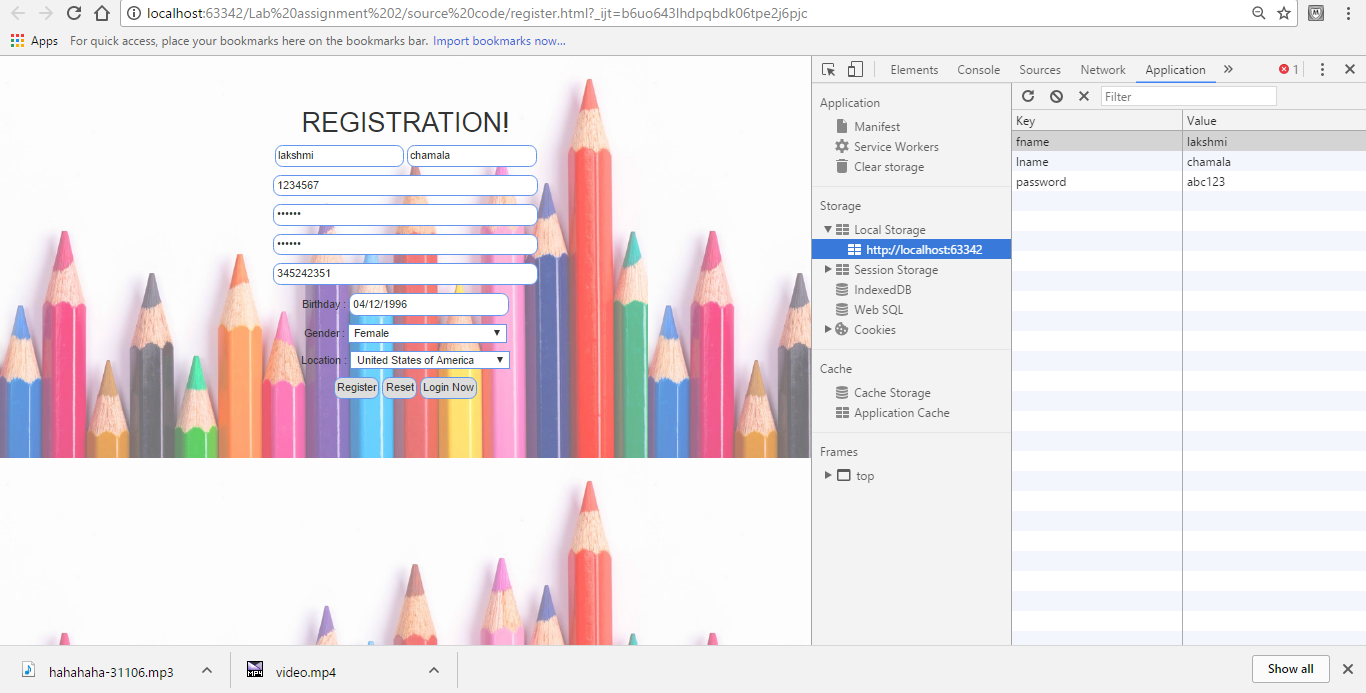 localhost:63342/Lab%20assignment%202/source%20code/register.html?_ijt=b6uo643lhdpqbdk06tpe2j6pjc
Apps For quick access, place your bookmarks here on the bookmarks bar. Import bookmarks now...
REGISTRATION!
lakshmi chamala
1234567
••••••
••••••
345242351
Birthday : 04/12/1996
Gender : Female
Location : United States of America
Register Reset Login Now
Elements Console Sources Network Application » 1
Application
Manifest
Service Workers
Clear storage
Storage
Local Storage
http://localhost:63342
Session Storage
IndexedDB
Web SQL
Cookies
Cache
Cache Storage
Application Cache
Frames
top
Filter
Key Value
fname lakshmi
lname chamala
password abc123
hahahaha-31106.mp3 video.mp4 Show all